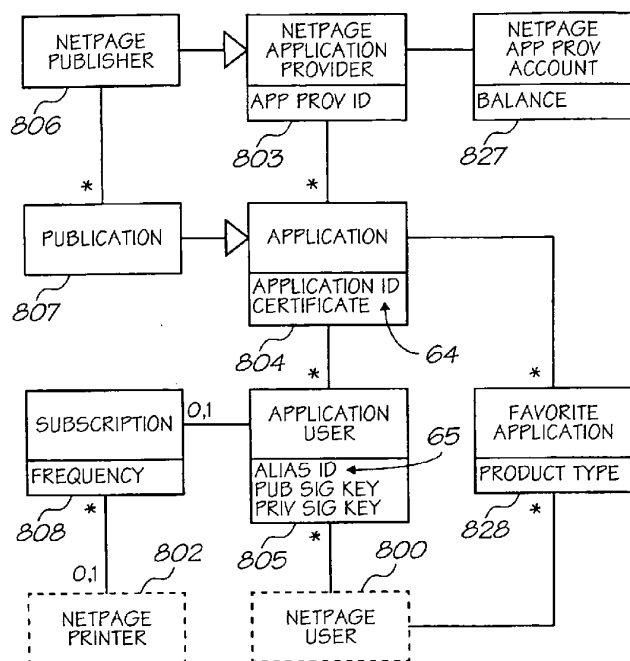 NETPAGE
PUBLISHER
806
NETPAGE
APPLICATION
PROVIDER
APP PROV ID
803
NETPAGE
APP PROV
ACCOUNT
BALANCE
827
*
*
PUBLICATION
807
APPLICATION
APPLICATION ID
CERTIFICATE
804
64
*
*
SUBSCRIPTION
FREQUENCY
808
0,1
APPLICATION
USER
ALIAS ID
PUB SIG KEY
PRIV SIG KEY
805
65
FAVORITE
APPLICATION
PRODUCT TYPE
828
*
*
*
0,1
802
800
NETPAGE
PRINTER
NETPAGE
USER